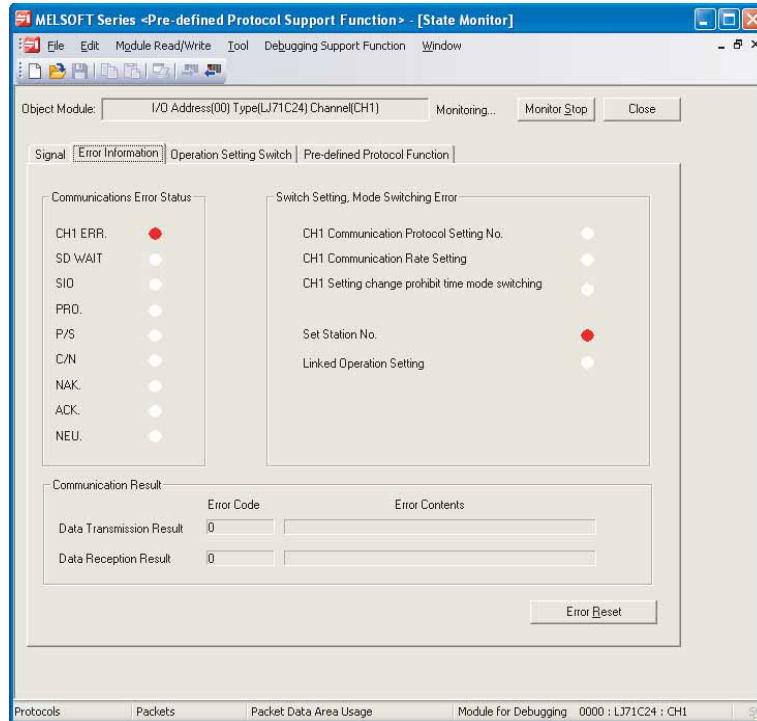 MELSOFT Series <Pre-defined Protocol Support Function> - [State Monitor]
File Edit Module Read/Write Tool Debugging Support Function Window
Object Module: I/O Address(00) Type(LJ71C24) Channel(CH1) Monitoring... Monitor Stop Close
Signal Error Information Operation Setting Switch Pre-defined Protocol Function
Communications Error Status
CH1 ERR.
SD WAIT
SIO
PRO.
P/S
C/N
NAK.
ACK.
NEU.
Switch Setting, Mode Switching Error
CH1 Communication Protocol Setting No.
CH1 Communication Rate Setting
CH1 Setting change prohibit time mode switching
Set Station No.
Linked Operation Setting
Communication Result
Error Code Error Contents
Data Transmission Result 0
Data Reception Result 0
Error Reset
Protocols Packets Packet Data Area Usage Module for Debugging 0000 : LJ71C24 : CH1